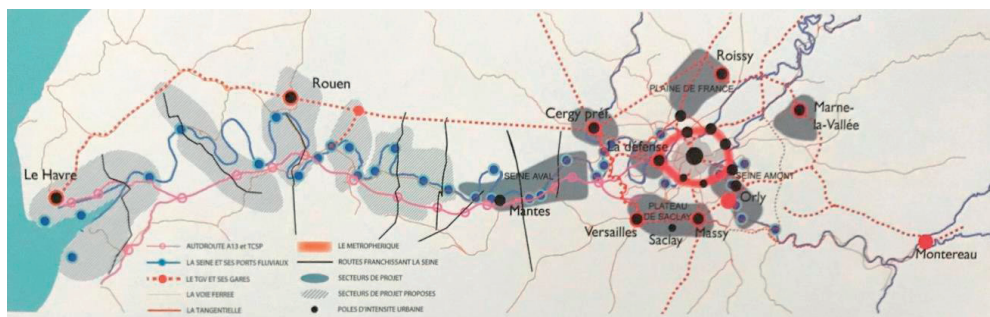 Roissy
PLAINE DE FRANCE
Rouen
Cergy préf.
Marne-
la-Vallée
La défense
Le Havre
SEINE AVAL
SEINE AMONT
Mantes
Orly
PLATEAU
DE SACLAY
Versailles
Saclay
Massy
Montereau
AUTOROUTE A13 et TCSP
LA SEINE ET SES PORTS FLUVIAUX
LE TGV ET SES GARES
LA VOIE FERREE
LA TANGENTIELLE
LE METROPHERIQUE
ROUTES FRANCHISSANT LA SEINE
SECTEURS DE PROJET
SECTEURS DE PROJET PROPOSES
POLES D'INTENSITE URBAINE